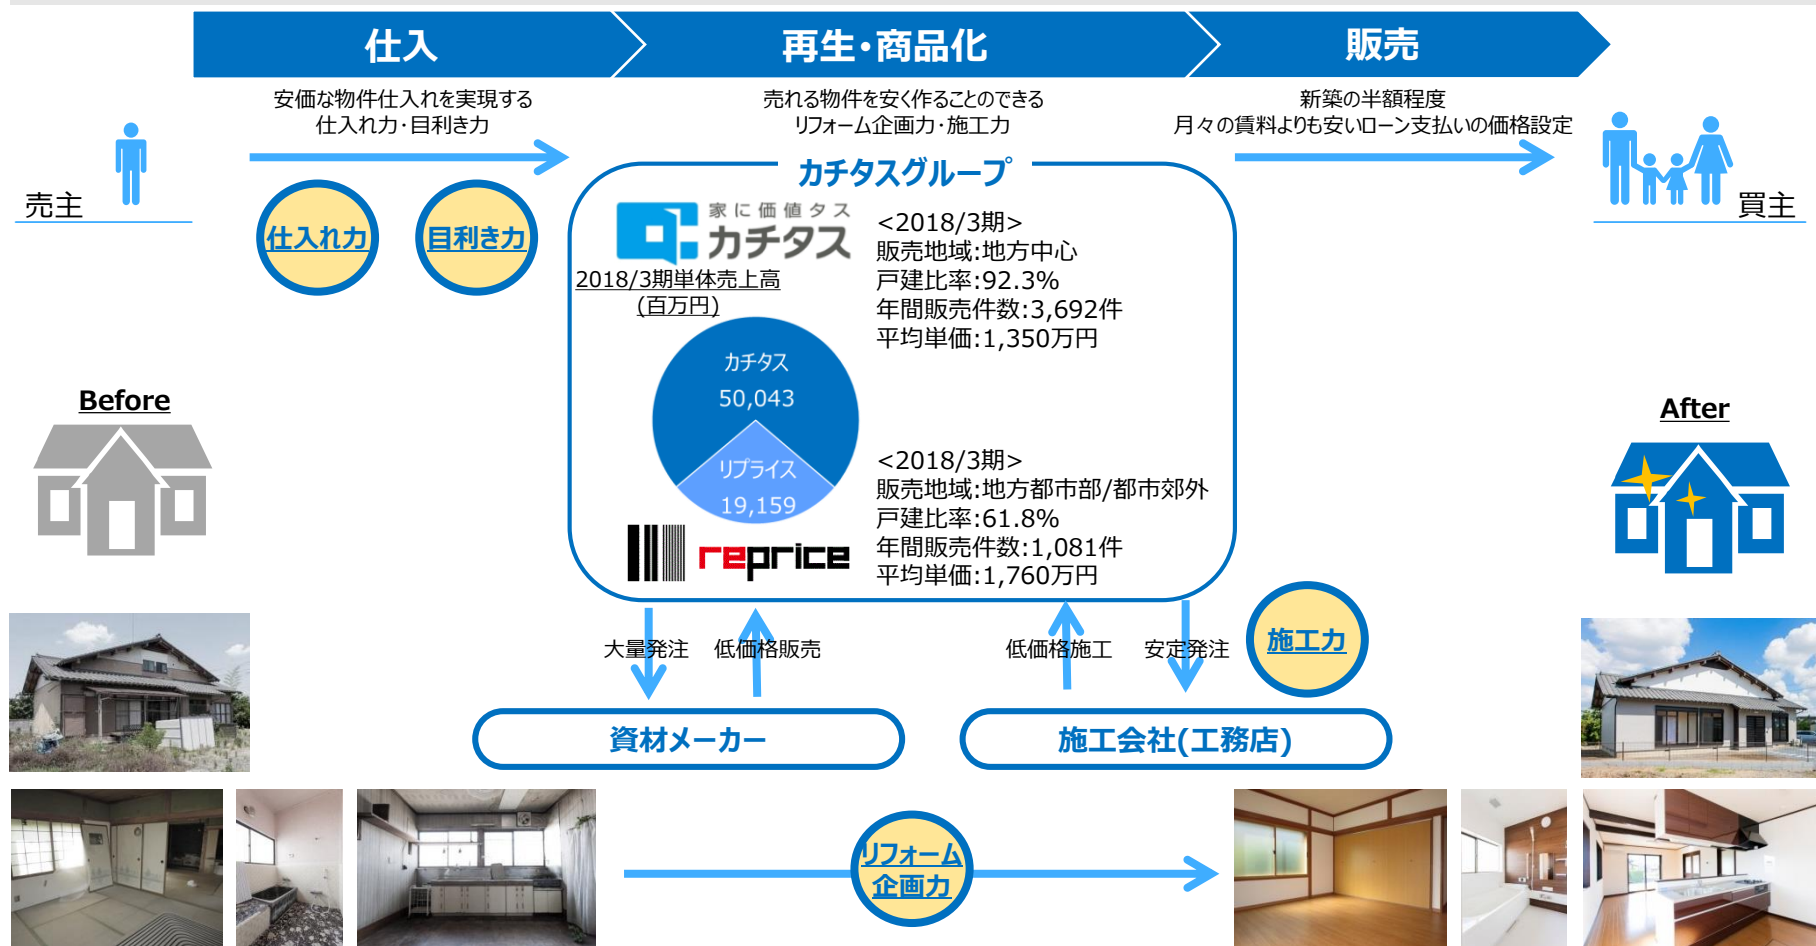 仕入
再生・商品化
販売
安価な物件仕入れを実現する
仕入れ力・目利き力
売れる物件を安く作ることのできる
リフォーム企画力・施工力
新築の半額程度
月々の賃料よりも安いローン支払いの価格設定
売主
買主
仕入れ力
目利き力
カチタスグループ
家に価値タス
カチタス
2018/3期単体売上高
(百万円)
カチタス
50,043
リプライス
19,159
reprice
<2018/3期>
販売地域:地方中心
戸建比率:92.3%
年間販売件数:3,692件
平均単価:1,350万円
<2018/3期>
販売地域:地方都市部/都市郊外
戸建比率:61.8%
年間販売件数:1,081件
平均単価:1,760万円
Before
After
大量発注
低価格販売
低価格施工
安定発注
施工力
資材メーカー
施工会社(工務店)
リフォーム
企画力